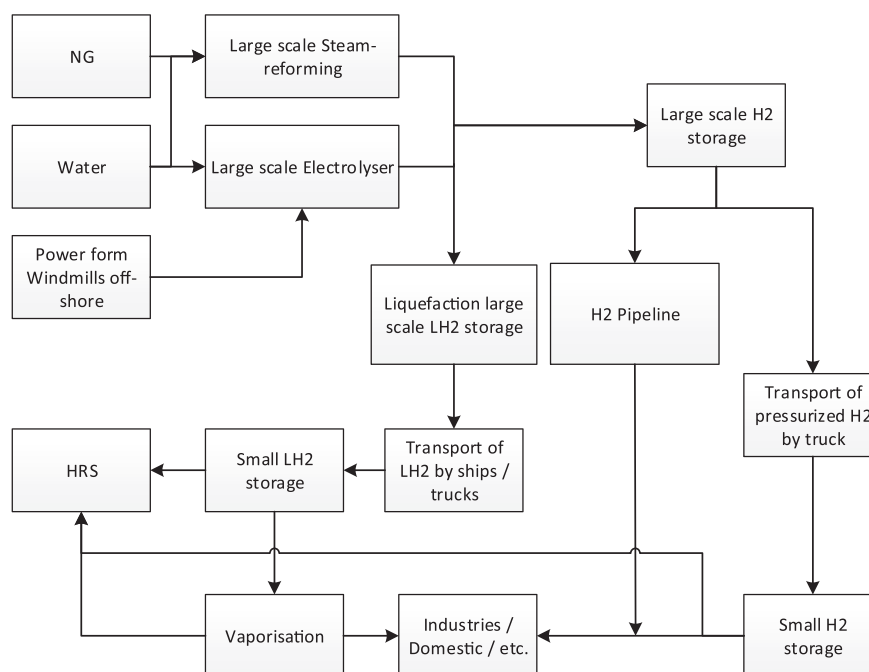 NG
Large scale Steam-
reforming
Large scale H2
storage
Water
Large scale Electrolyser
Power form
Windmills off-
shore
Liquefaction large
scale LH2 storage
H2 Pipeline
Transport of
pressurized H2
by truck
HRS
Small LH2
storage
Transport of
LH2 by ships /
trucks
Vaporisation
Industries /
Domestic / etc.
Small H2
storage